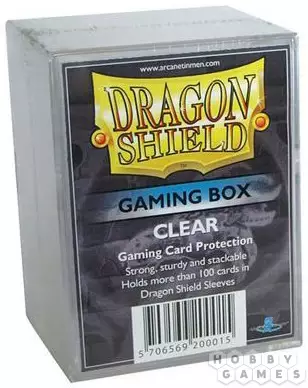 www.arcanetinmen.com
DRAGON
SHIELD
™
GAMING BOX
CLEAR
Gaming Card Protection
Strong, sturdy and stackable
Holds more than 100 cards in
Dragon Shield Sleeves
5 706569 200015
HOBBY
GAMES